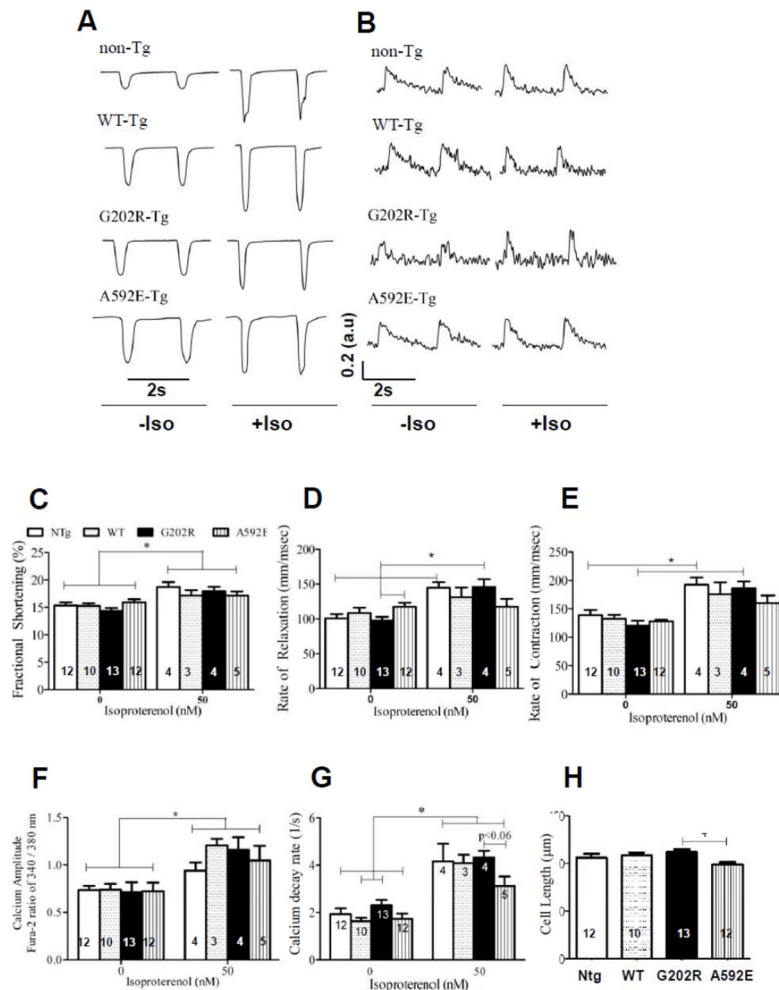 A B
non-Tg non-Tg
WT-Tg WT-Tg
G202R-Tg G202R-Tg
A592E-Tg A592E-Tg
0.2 (a.u)
2s 2s
-Iso +Iso -Iso +Iso
C D E
NTg WT G202R A592E
Fractional Shortening (%)
25
20
15
10
5
0
*
12 10 13 12 4 3 4 5
0 50
Isoproterenol (nM)
Rate of Relaxation (mm/msec)
200
150
100
50
0
*
12 10 13 12 4 3 4 5
0 50
Isoproterenol (nM)
Rate of Contraction (mm/msec)
250
200
150
100
50
0
*
12 10 13 12 4 3 4 5
0 50
Isoproterenol (nM)
F G H
Calcium Amplitude
Fura-2 ratio of 340 / 380 nm
1.5
1.0
0.5
0.0
*
12 10 13 12 4 3 4 5
0 50
Isoproterenol (nM)
Calcium decay rate (1/s)
6
4
2
0
*
p<0.06
12 10 13 12 4 3 4 5
0 50
Isoproterenol (nM)
Cell Length (µm)
12 10 13 12
Ntg WT G202R A592E